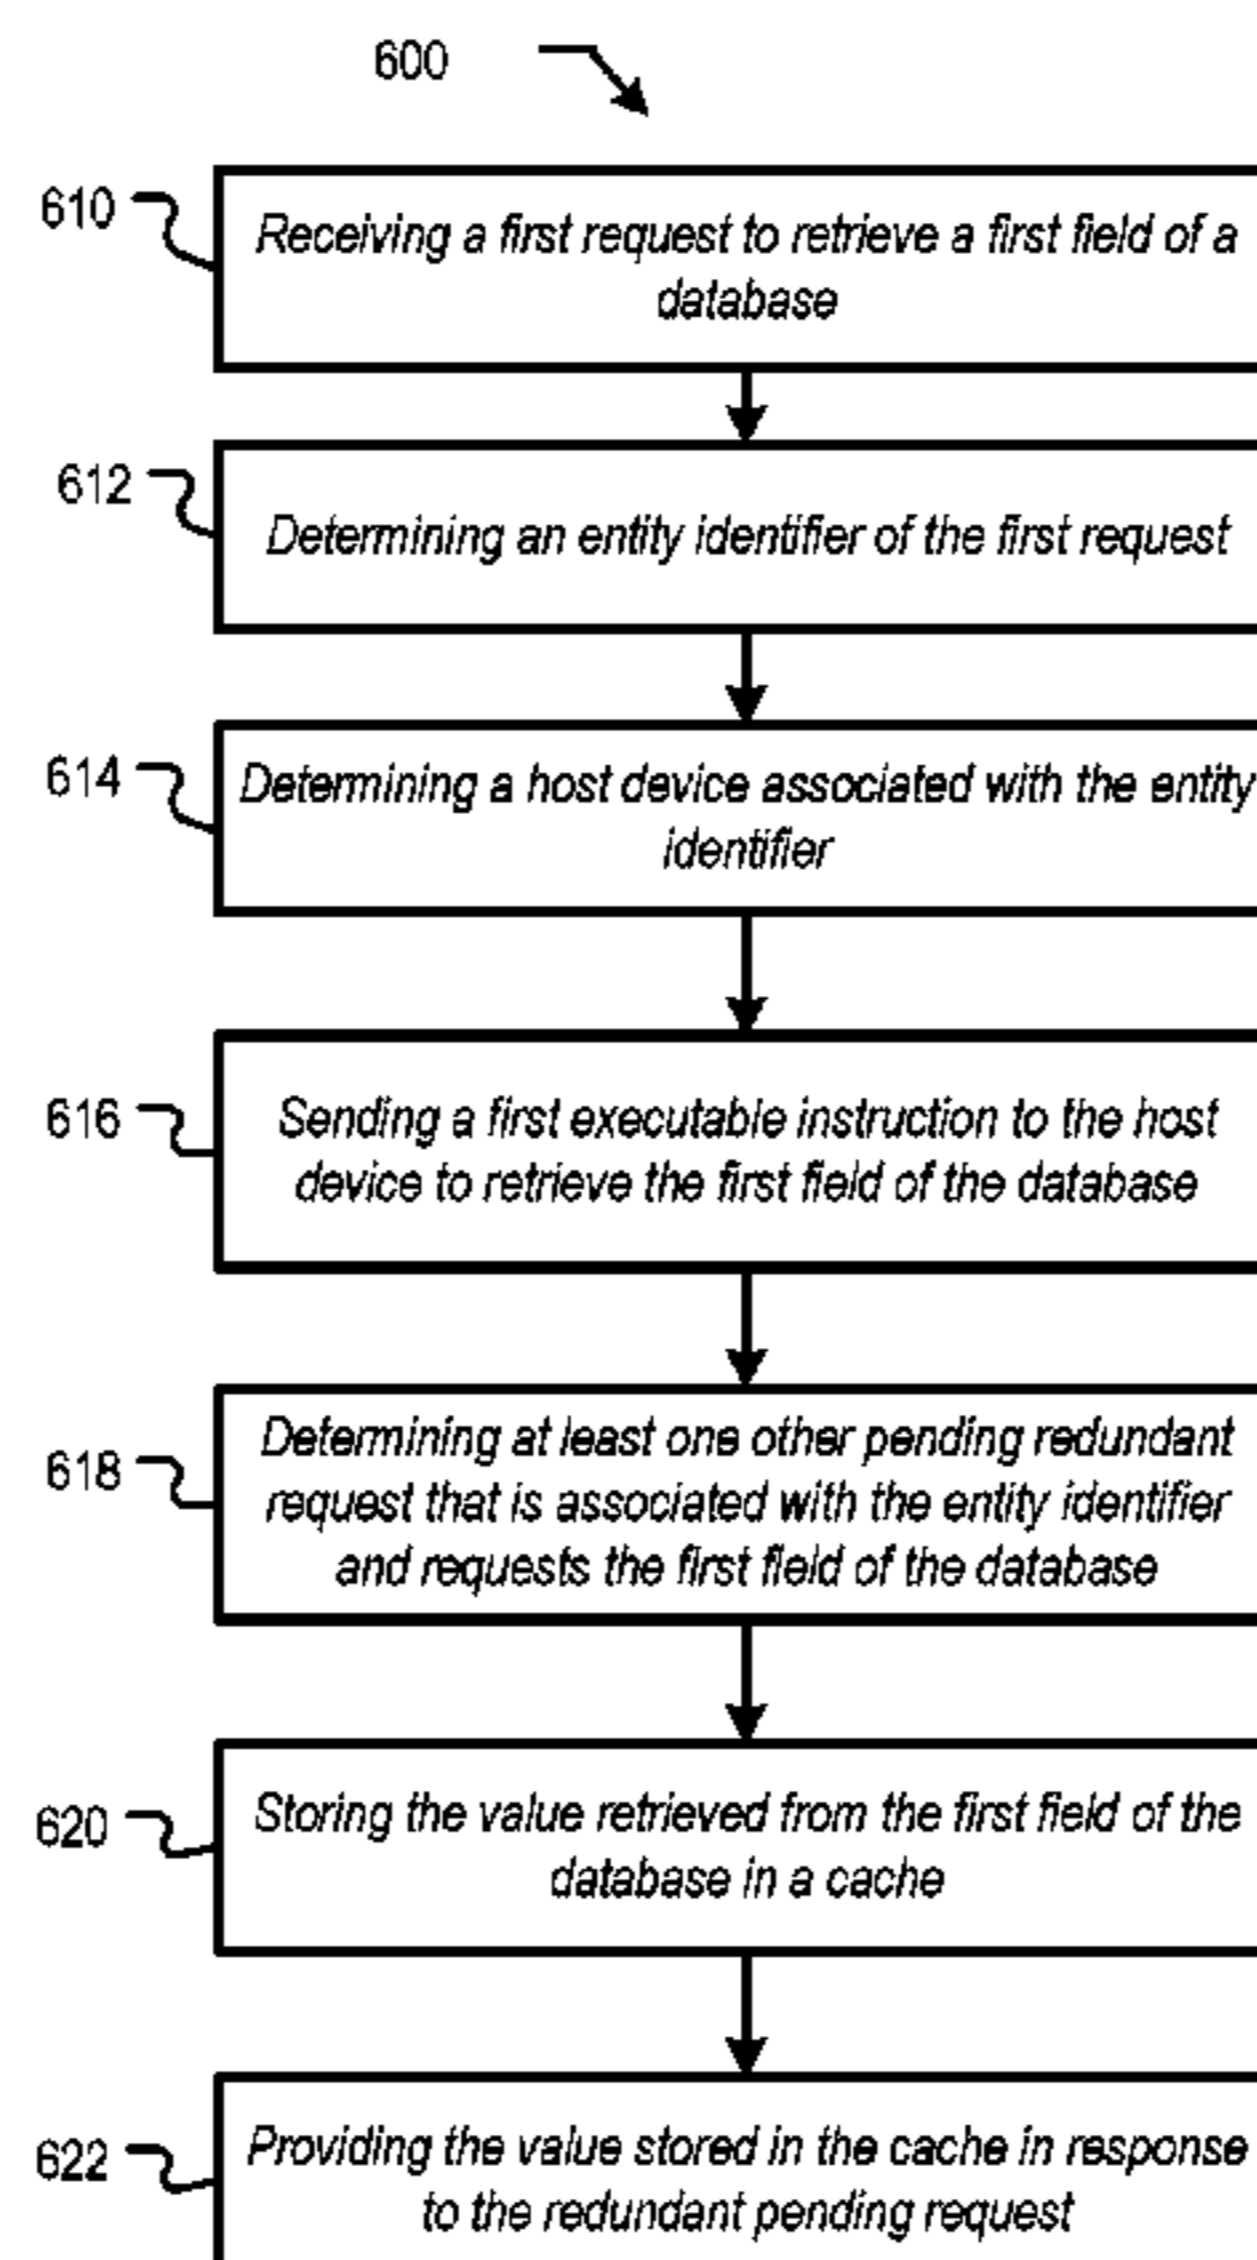 600
610
Receiving a first request to retrieve a first field of a
database
612
Determining an entity identifier of the first request
614
Determining a host device associated with the entity
identifier
616
Sending a first executable instruction to the host
device to retrieve the first field of the database
618
Determining at least one other pending redundant
request that is associated with the entity identifier
and requests the first field of the database
620
Storing the value retrieved from the first field of the
database in a cache
622
Providing the value stored in the cache in response
to the redundant pending request